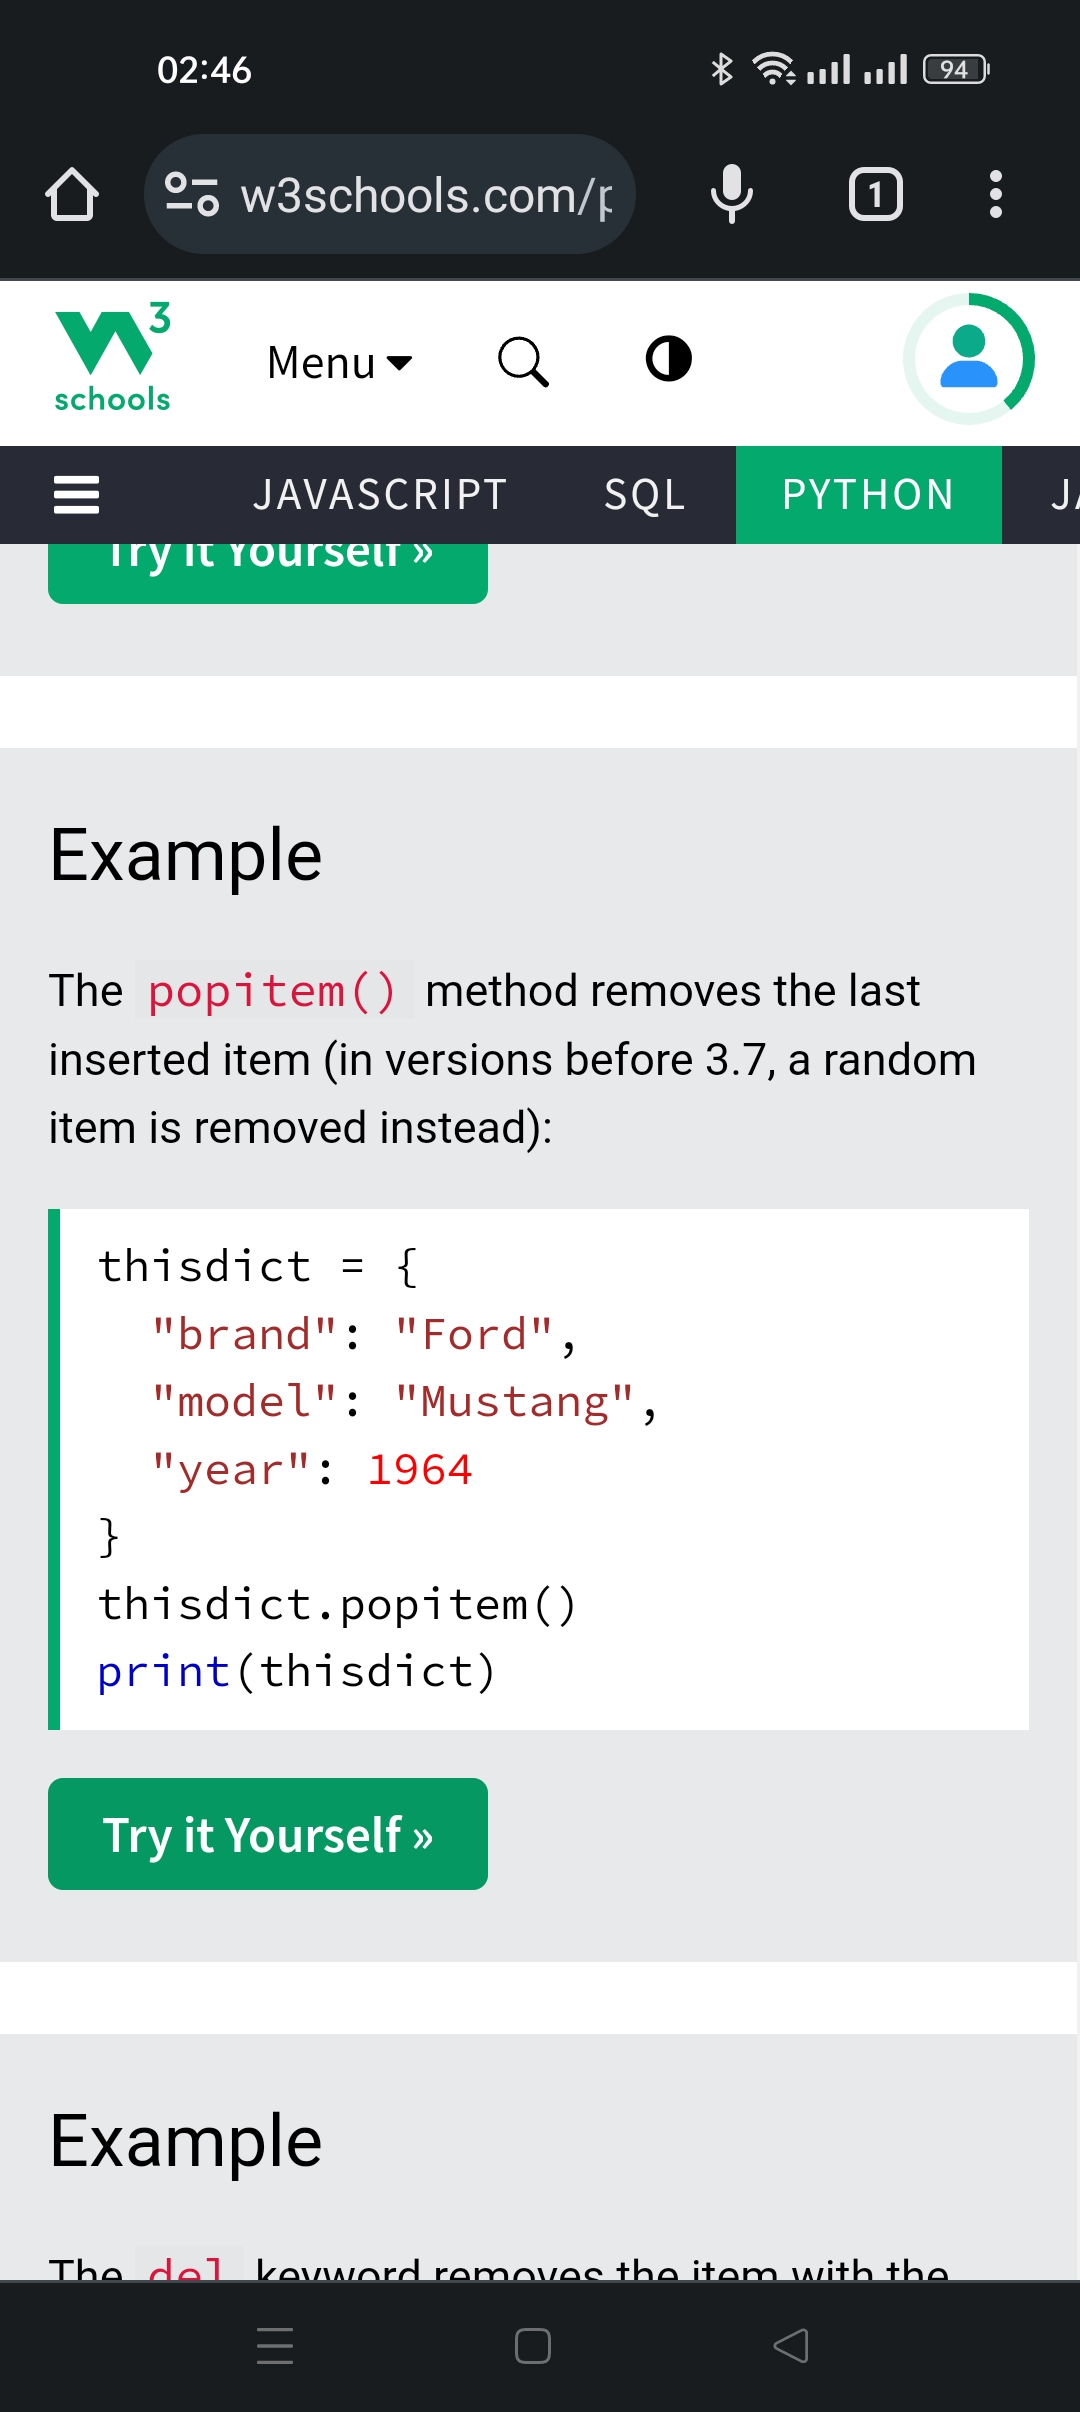 02:46
94
w3schools.com/p
1
W3
schools
Menu
JAVASCRIPT SQL PYTHON JA
Try it Yourself »
Example
The popitem() method removes the last
inserted item (in versions before 3.7, a random
item is removed instead):
thisdict = {
  "brand": "Ford",
  "model": "Mustang",
  "year": 1964
}
thisdict.popitem()
print(thisdict)
Try it Yourself »
Example
The del keyword removes the item with the